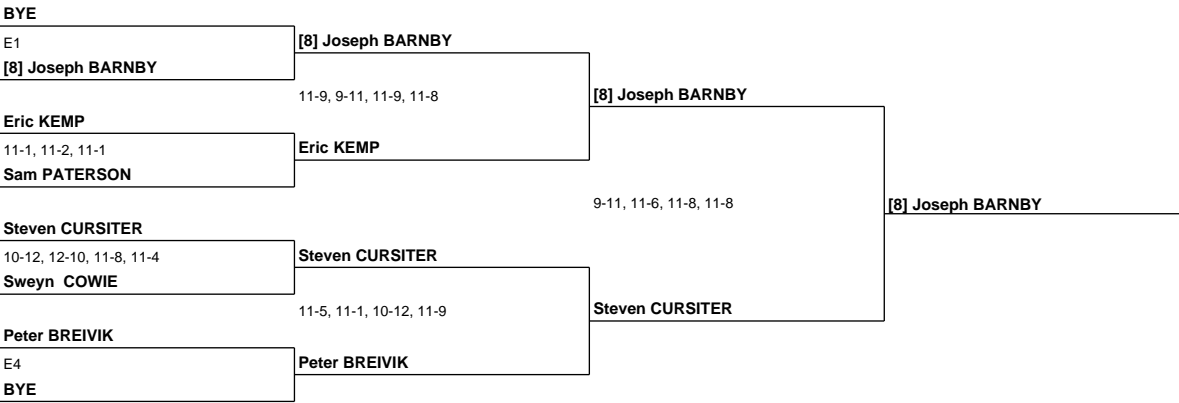 BYE
E1
[8] Joseph BARNBY
[8] Joseph BARNBY
11-9, 9-11, 11-9, 11-8
[8] Joseph BARNBY
Eric KEMP
11-1, 11-2, 11-1
Eric KEMP
Sam PATERSON
9-11, 11-6, 11-8, 11-8
[8] Joseph BARNBY
Steven CURSITER
10-12, 12-10, 11-8, 11-4
Steven CURSITER
Sweyn  COWIE
11-5, 11-1, 10-12, 11-9
Steven CURSITER
Peter BREIVIK
E4
Peter BREIVIK
BYE